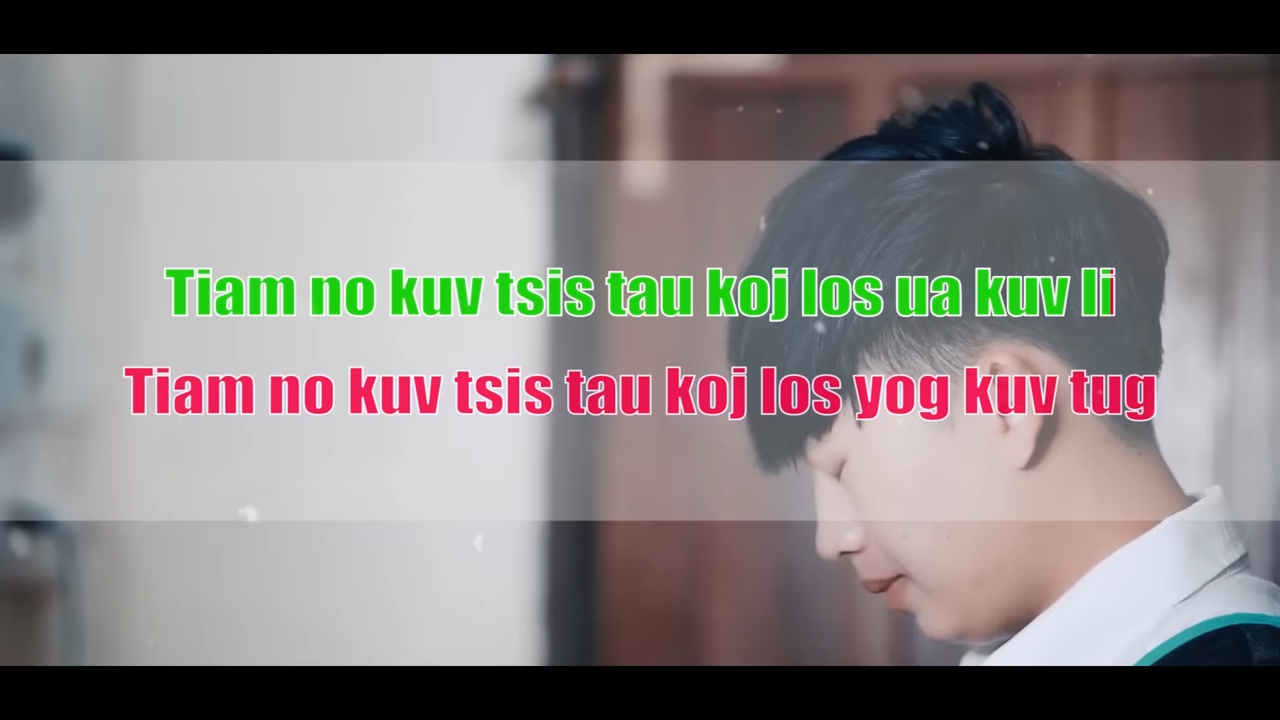 Tiam no kuv tsis tau koj los ua kuv li
Tiam no kuv tsis tau koj los yog kuv tug